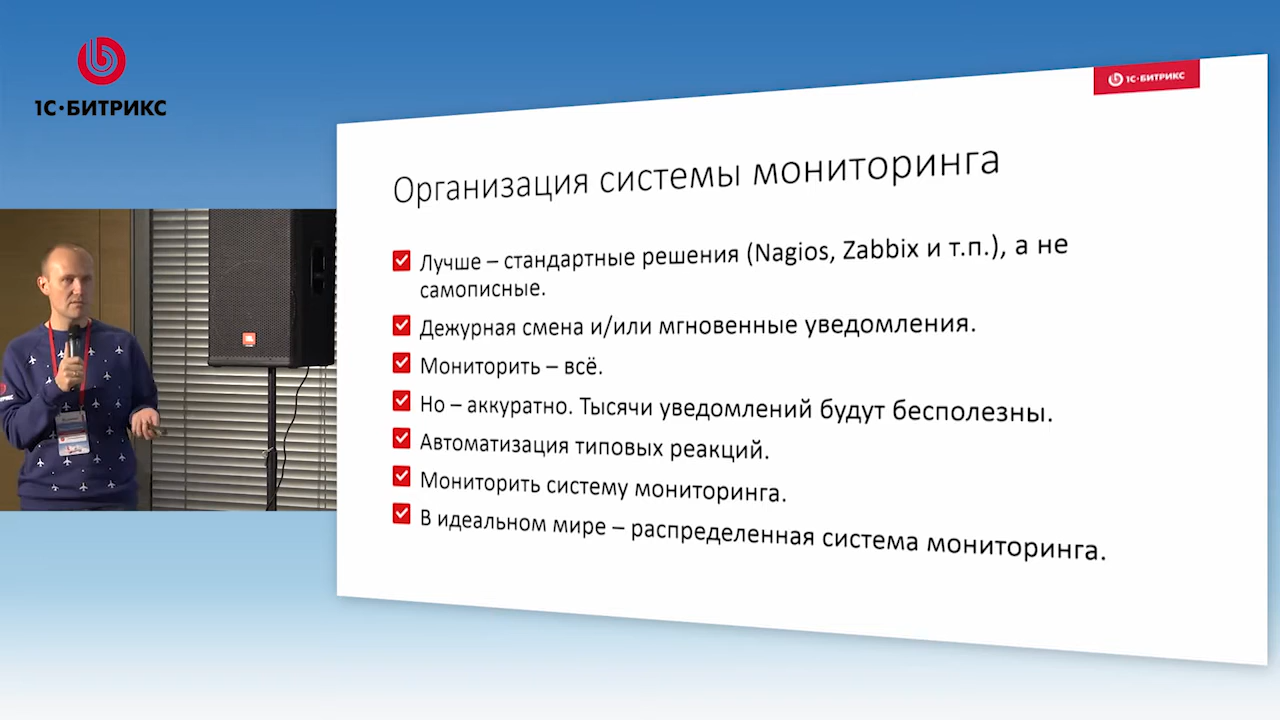 1С·БИТРИКС
1С·БИТРИКС
Организация системы мониторинга
Лучше – стандартные решения (Nagios, Zabbix и т.п.), а не
самописные.
Дежурная смена и/или мгновенные уведомления.
Мониторить – всё.
Но – аккуратно. Тысячи уведомлений будут бесполезны.
Автоматизация типовых реакций.
Мониторить систему мониторинга.
В идеальном мире – распределенная система мониторинга.
JBL